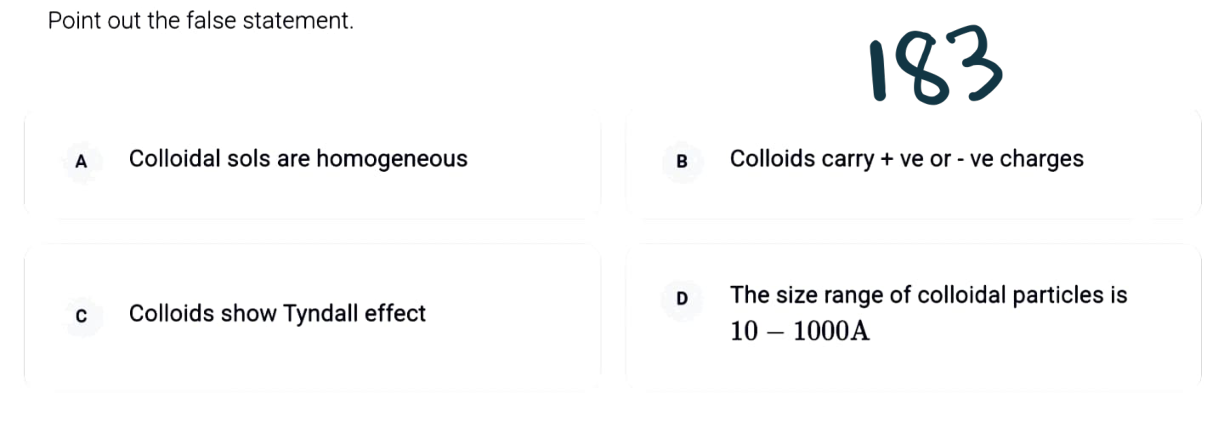 Point out the false statement.
183
A Colloidal sols are homogeneous
B Colloids carry + ve or - ve charges
C Colloids show Tyndall effect
D The size range of colloidal particles is
10 – 1000A